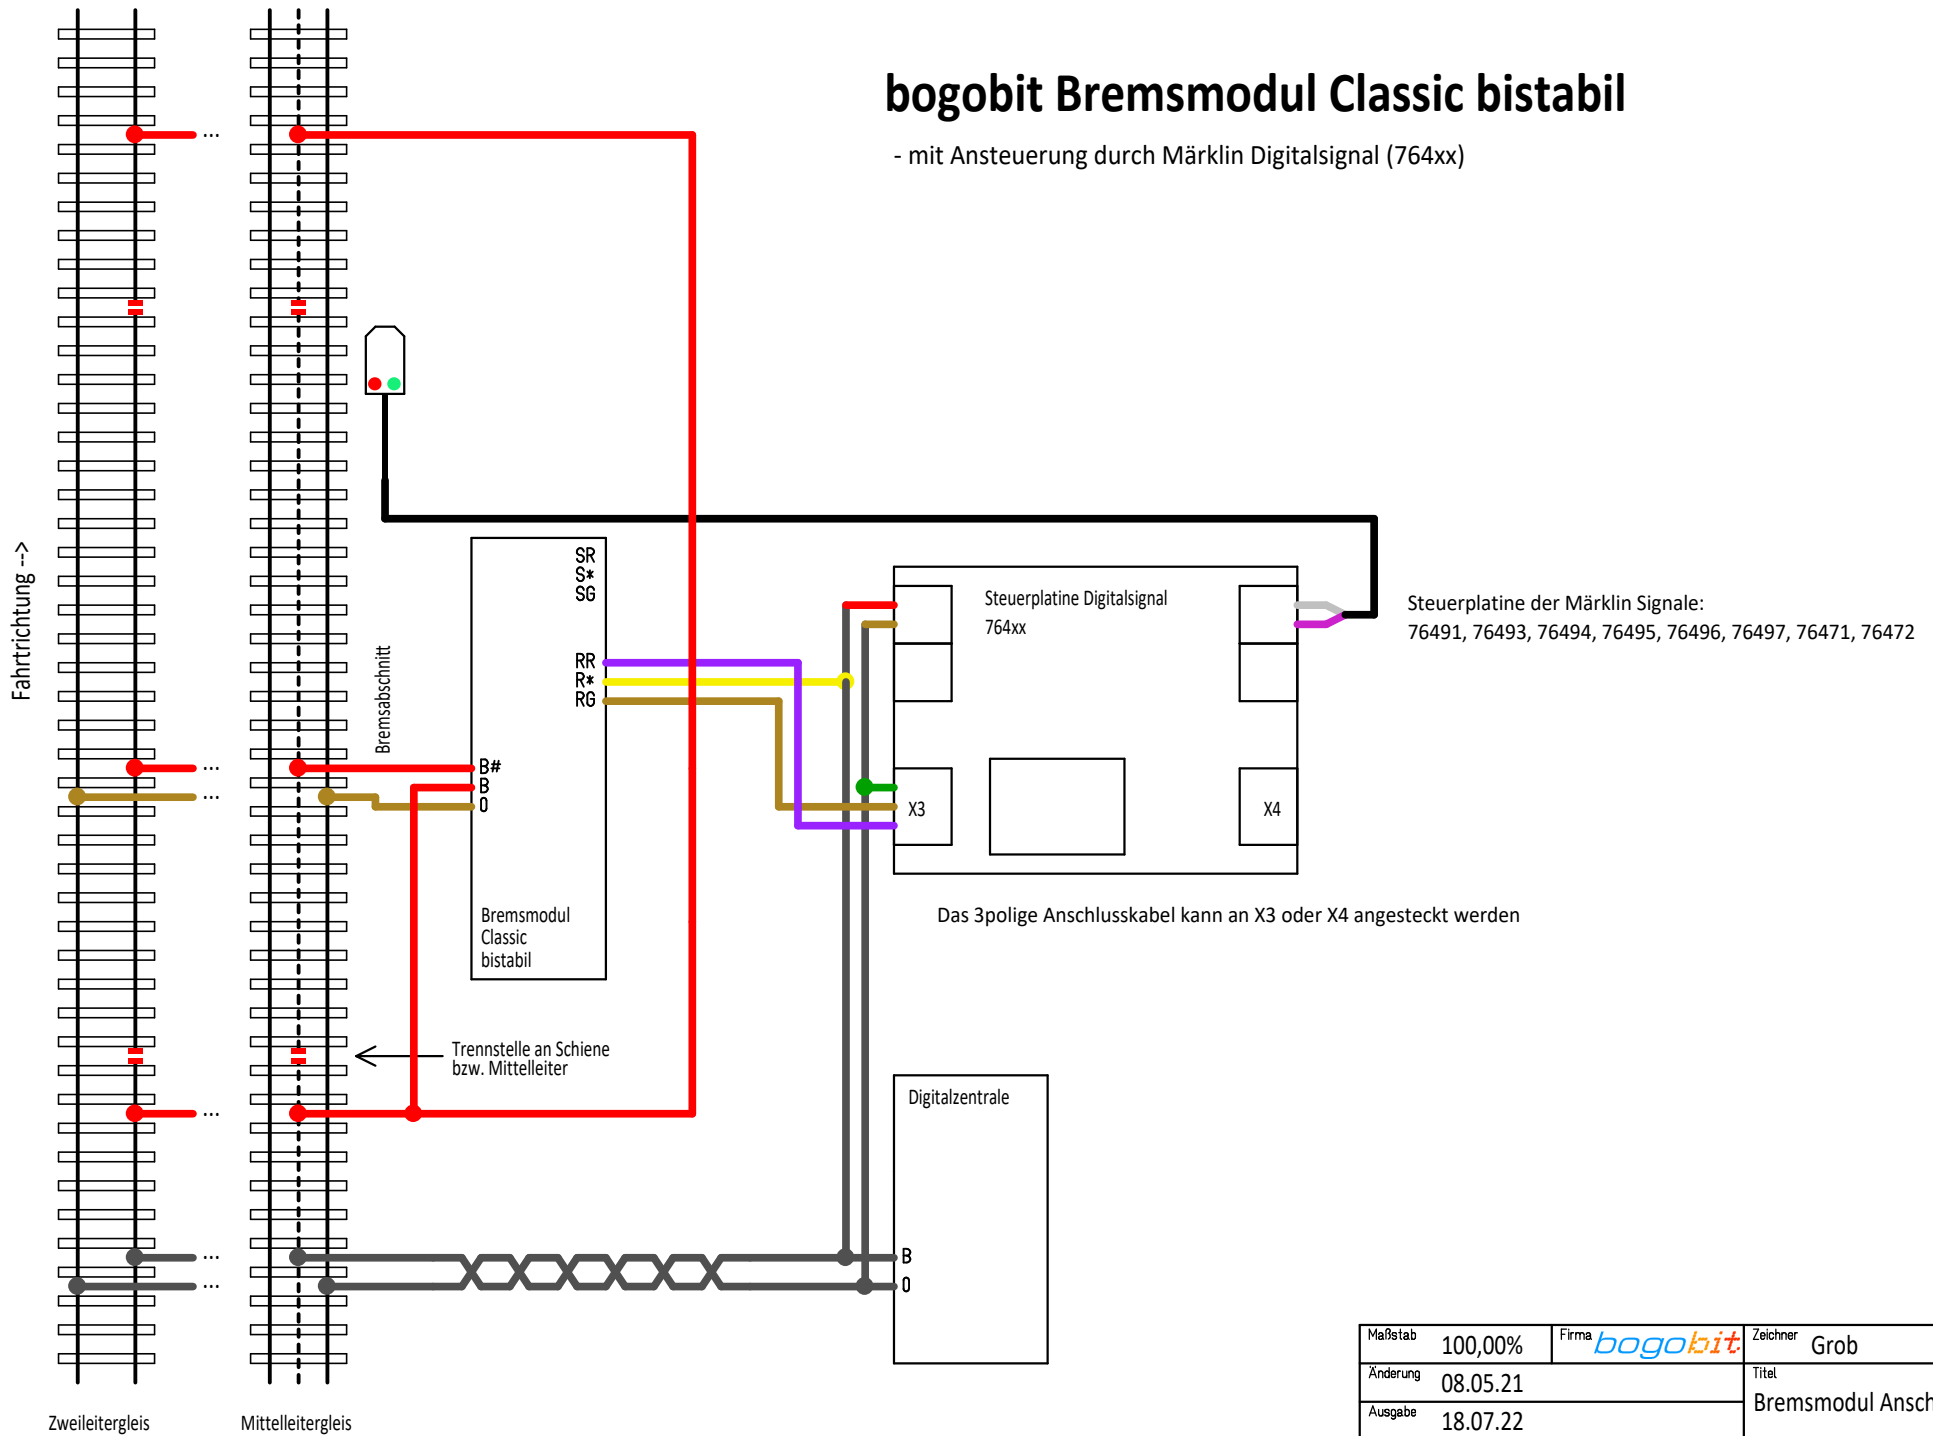 bogobit Bremsmodul Classic bistabil
- mit Ansteuerung durch Märklin Digitalsignal (764xx)
...
Fahrtrichtung -->
SR
S*
SG
Steuerplatine Digitalsignal
764xx
Steuerplatine der Märklin Signale:
76491, 76493, 76494, 76495, 76496, 76497, 76471, 76472
Bremsabschnitt
RR
R*
RG
...
...
B#
B
0
X3
X4
Bremsmodul
Classic
bistabil
Das 3polige Anschlusskabel kann an X3 oder X4 angesteckt werden
Trennstelle an Schiene
bzw. Mittelleiter
...
Digitalzentrale
...
...
B
0
Maßstab 100,00%
Firma bogobit
Zeichner Grob
Änderung 08.05.21
Titel
Bremsmodul Ansch
Ausgabe 18.07.22
Zweileitergleis
Mittelleitergleis